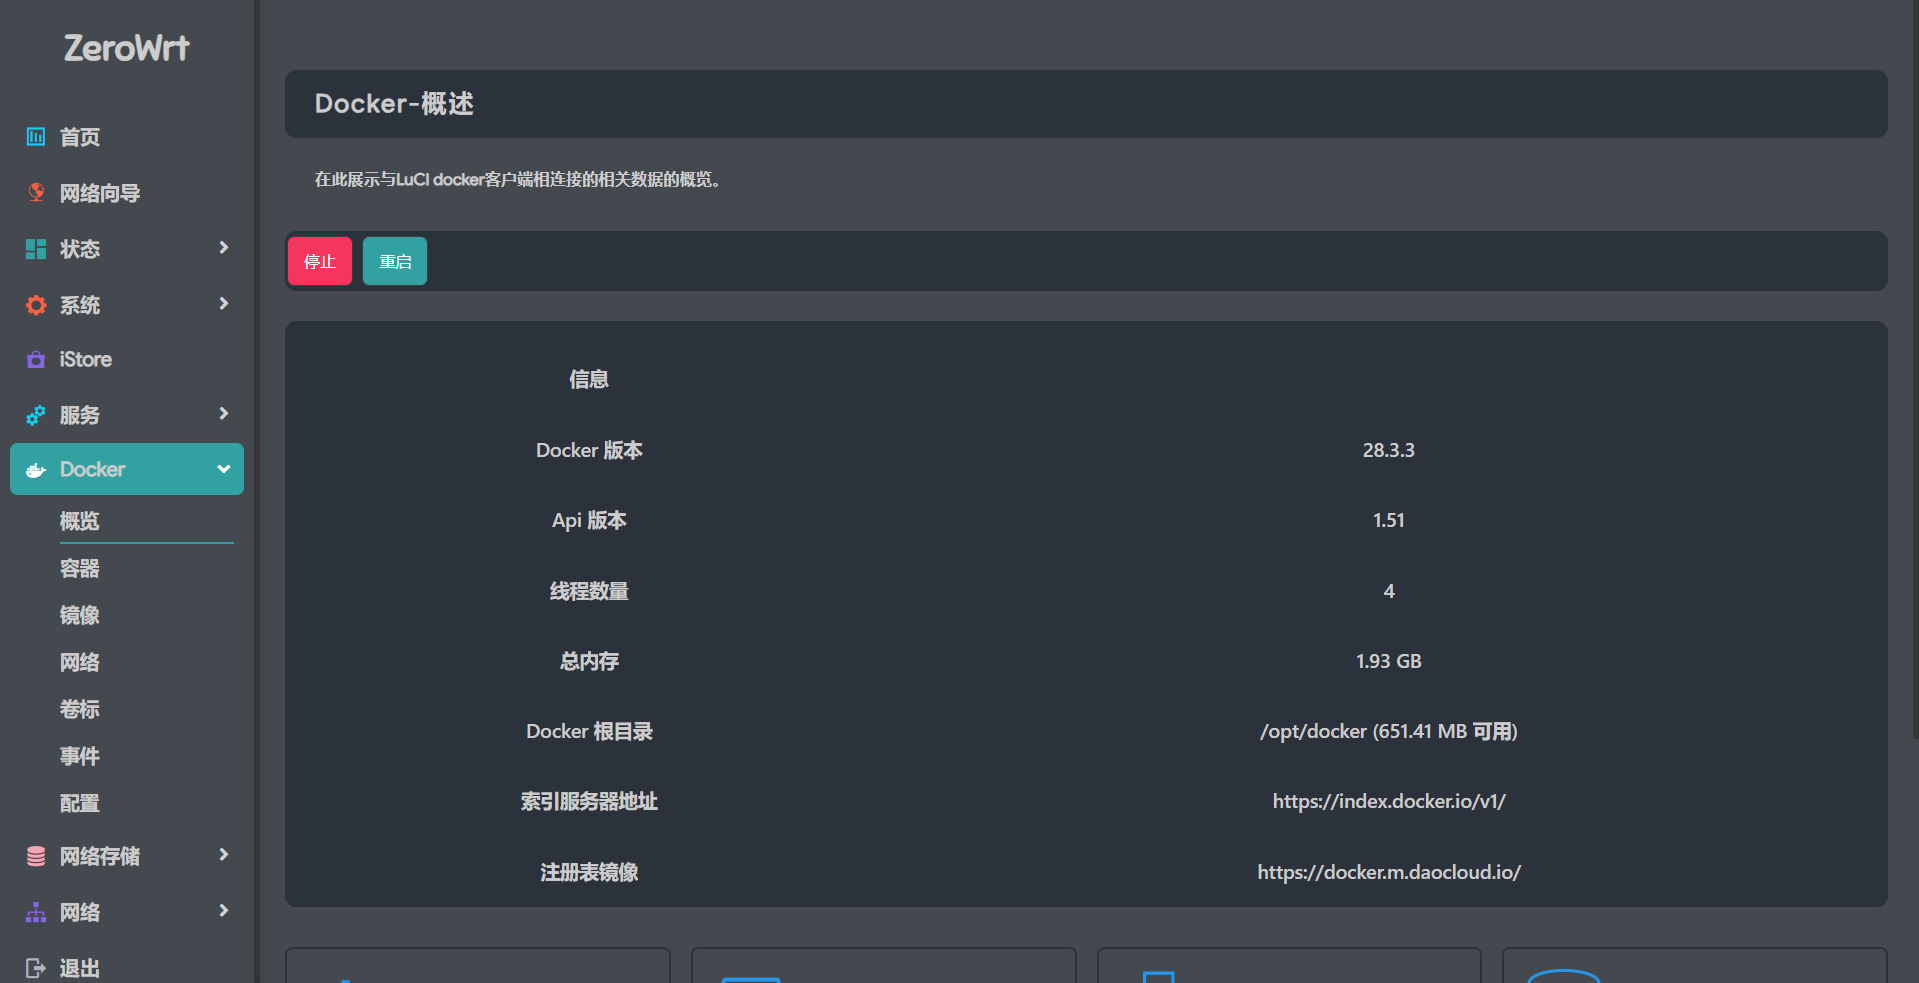 ZeroWrt
首页
网络向导
状态
系统
iStore
服务
Docker
概览
容器
镜像
网络
卷标
事件
配置
网络存储
网络
退出
Docker-概述
在此展示与LuCI docker客户端相连接的相关数据的概览。
停止 重启
信息
Docker 版本 28.3.3
Api 版本 1.51
线程数量 4
总内存 1.93 GB
Docker 根目录 /opt/docker (651.41 MB 可用)
索引服务器地址 https://index.docker.io/v1/
注册表镜像 https://docker.m.daocloud.io/